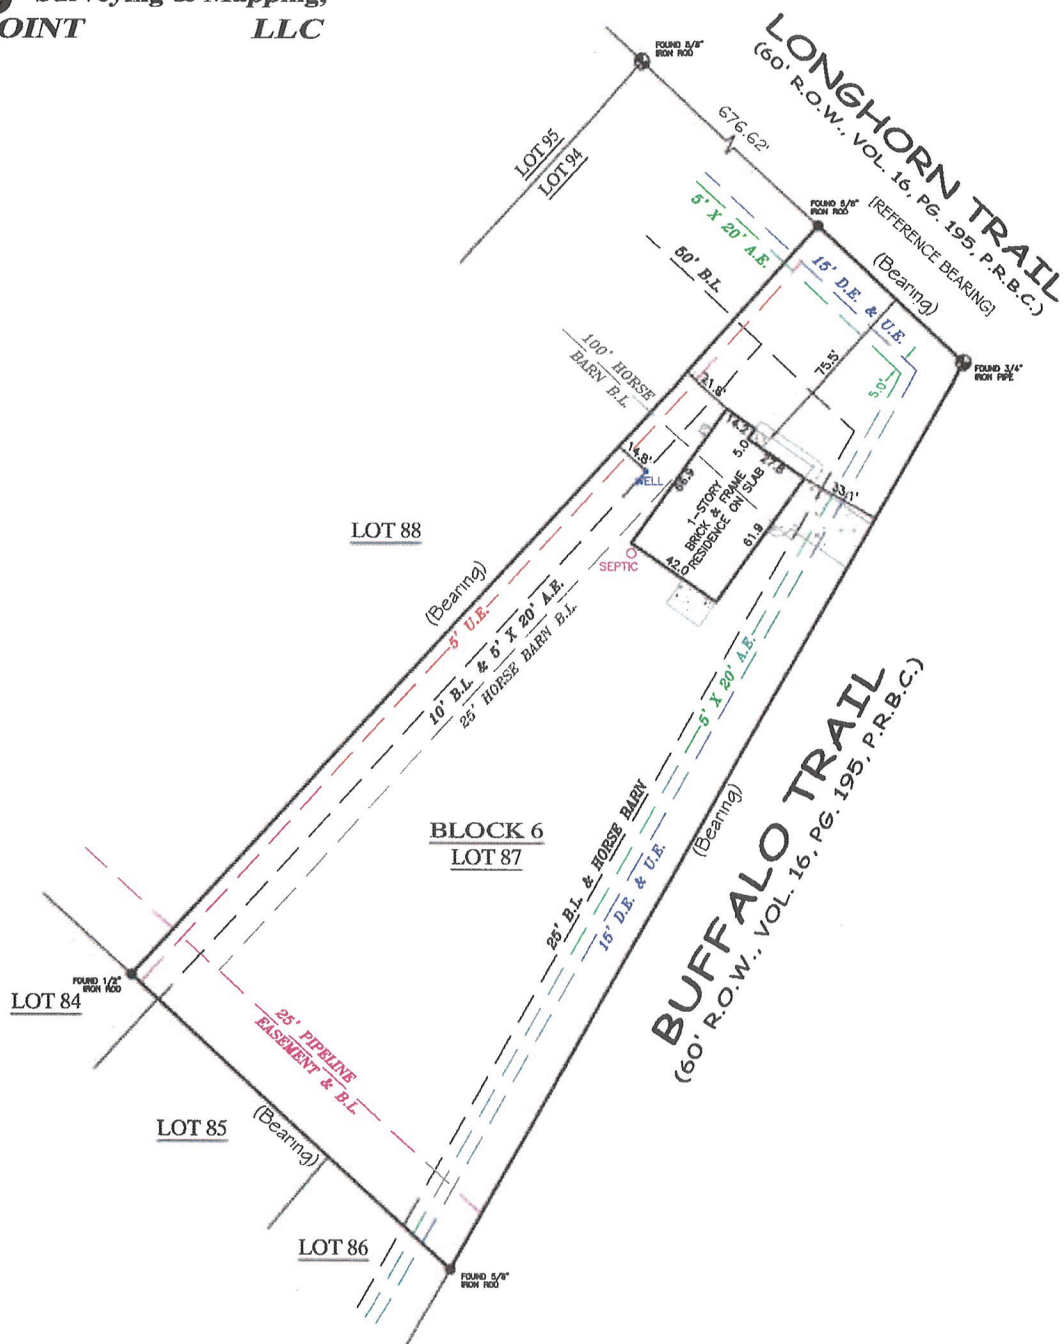 Surveying & Mapping,
OINT LLC
FOUND 5/8"
IRON ROD
LONGHORN TRAIL
(60' R.O.W., VOL. 16, PG. 195, P.R.B.C.)
[REFERENCE BEARING]
676.62'
LOT 95
LOT 94
5' X 20' A.E.
FOUND 5/8"
IRON ROD
(Bearing)
15' D.E. & U.E.
50' B.L.
75.5'
5.0'
FOUND 3/4"
IRON PIPE
100' HORSE
BARN B.L.
21.8'
14.2
5.0
27.8
33.1'
14.8'
WELL
66.9
1-STORY
BRICK & FRAME
RESIDENCE ON SLAB
61.9
42.0
SEPTIC
LOT 88
(Bearing)
5' U.E.
10' B.L. & 5' X 20' A.E.
25' HORSE BARN B.L.
5' X 20' A.E.
BUFFALO TRAIL
(60' R.O.W., VOL. 16, PG. 195, P.R.B.C.)
(Bearing)
BLOCK 6
LOT 87
25' B.L. & HORSE BARN
15' D.E. & U.E.
FOUND 1/2"
IRON ROD
LOT 84
25' PIPELINE
EASEMENT & B.L.
LOT 85
(Bearing)
LOT 86
FOUND 5/8"
IRON ROD